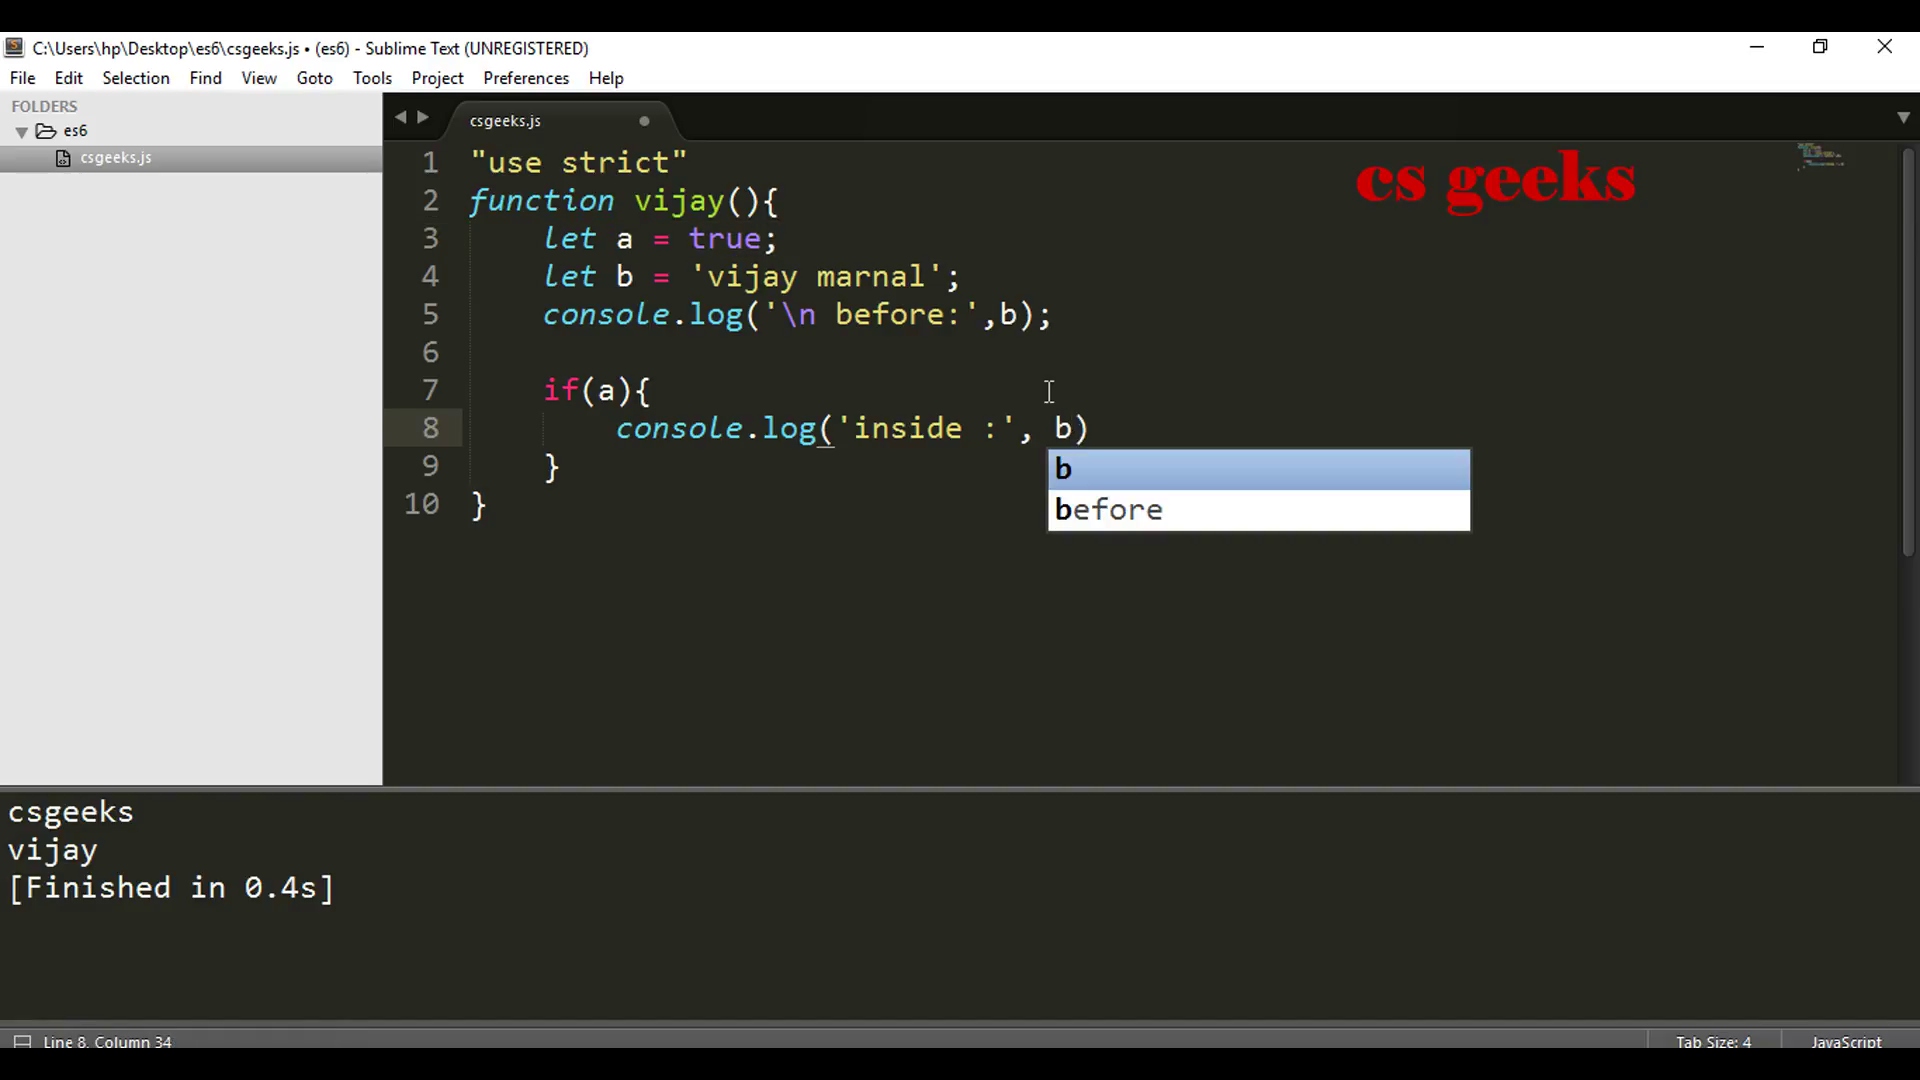 C:\Users\hp\Desktop\es6\csgeeks.js • (es6) - Sublime Text (UNREGISTERED)
File Edit Selection Find View Goto Tools Project Preferences Help
FOLDERS
es6
csgeeks.js
csgeeks.js
cs geeks
1 "use strict"
2 function vijay(){
3 let a = true;
4 let b = 'vijay marnal';
5 console.log('\n before:',b);
6
7 if(a){
8 console.log('inside :', b)
9 }
10 }
b
before
csgeeks
vijay
[Finished in 0.4s]
Line 8, Column 34 Tab Size: 4 JavaScript